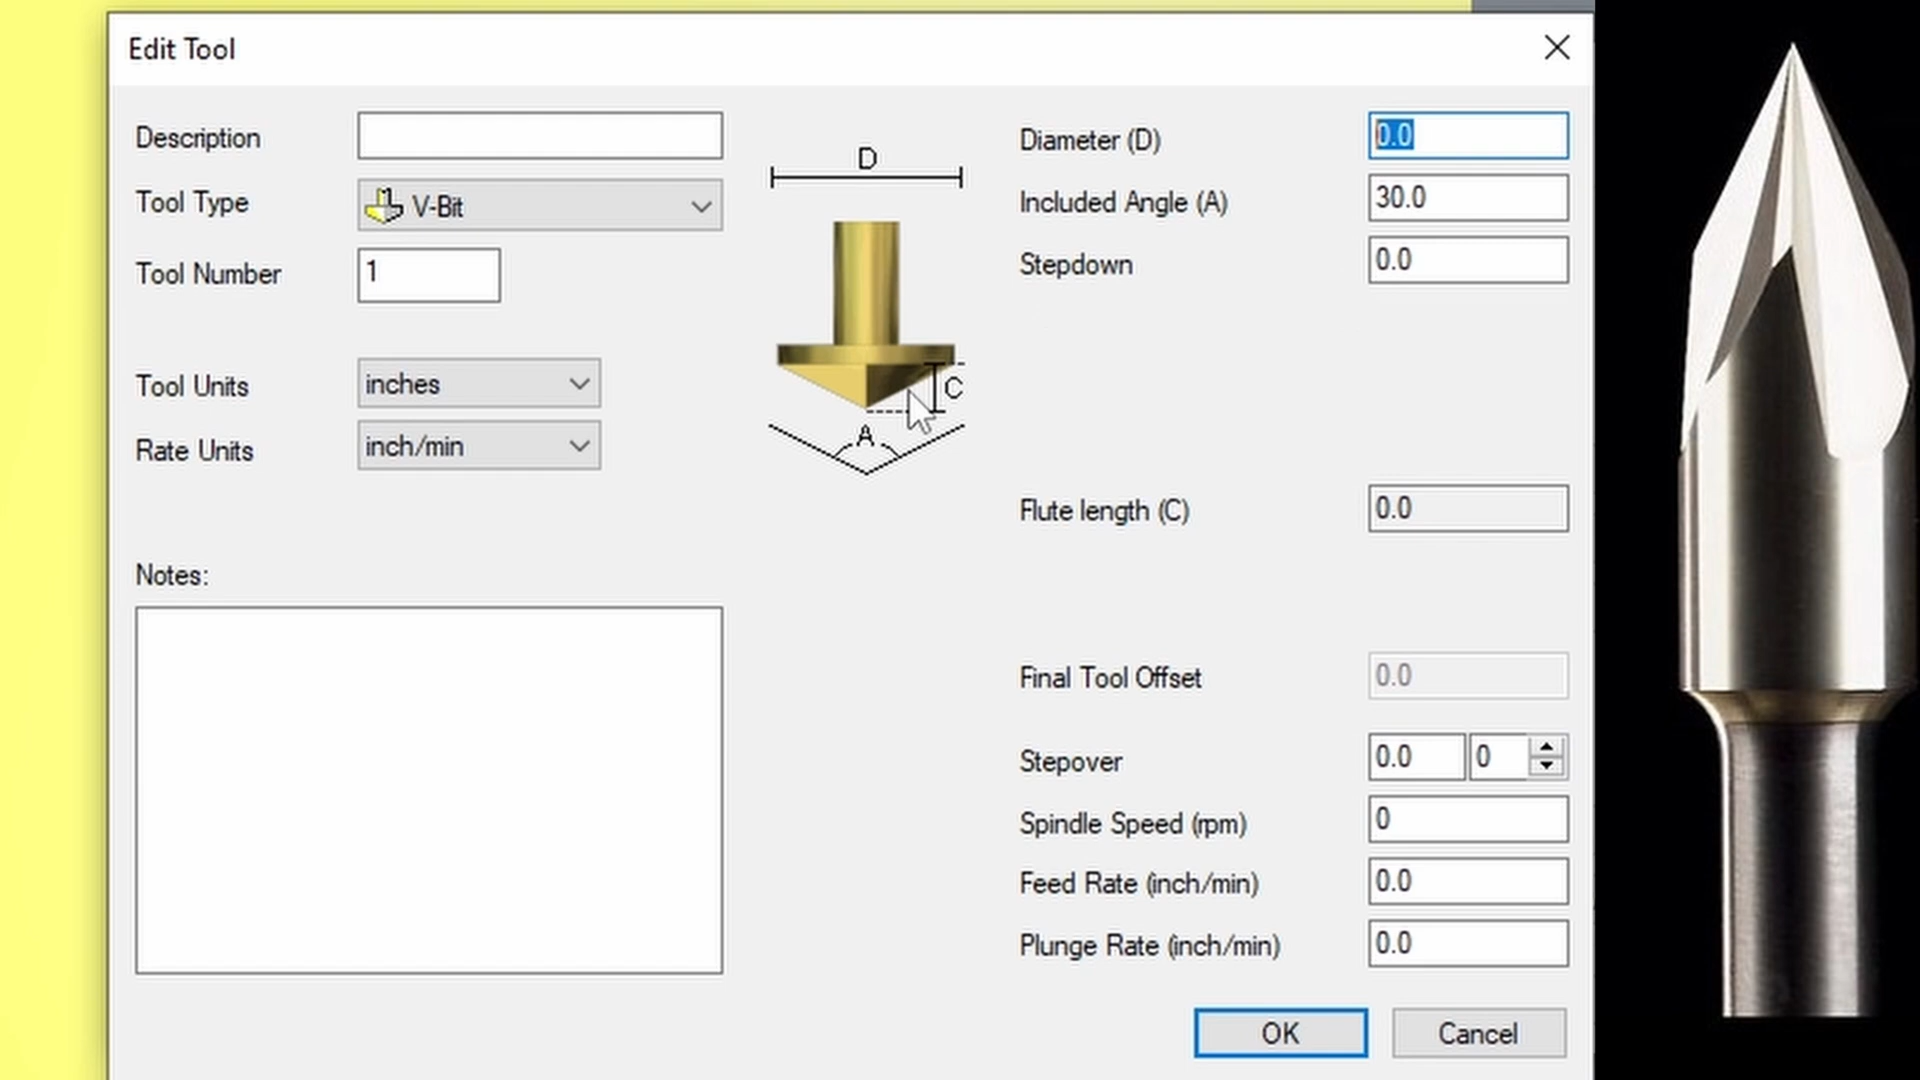 Edit Tool
Description
Tool Type
V-Bit
Tool Number
1
Tool Units
inches
Rate Units
inch/min
Notes:
D
C
A
Diameter (D)
0.0
Included Angle (A)
30.0
Stepdown
0.0
Flute length (C)
0.0
Final Tool Offset
0.0
Stepover
0.0
0
Spindle Speed (rpm)
0
Feed Rate (inch/min)
0.0
Plunge Rate (inch/min)
0.0
OK
Cancel